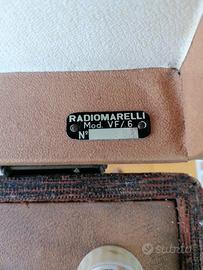 RADIOMARELLI
Mod. VF/6
N°
subito